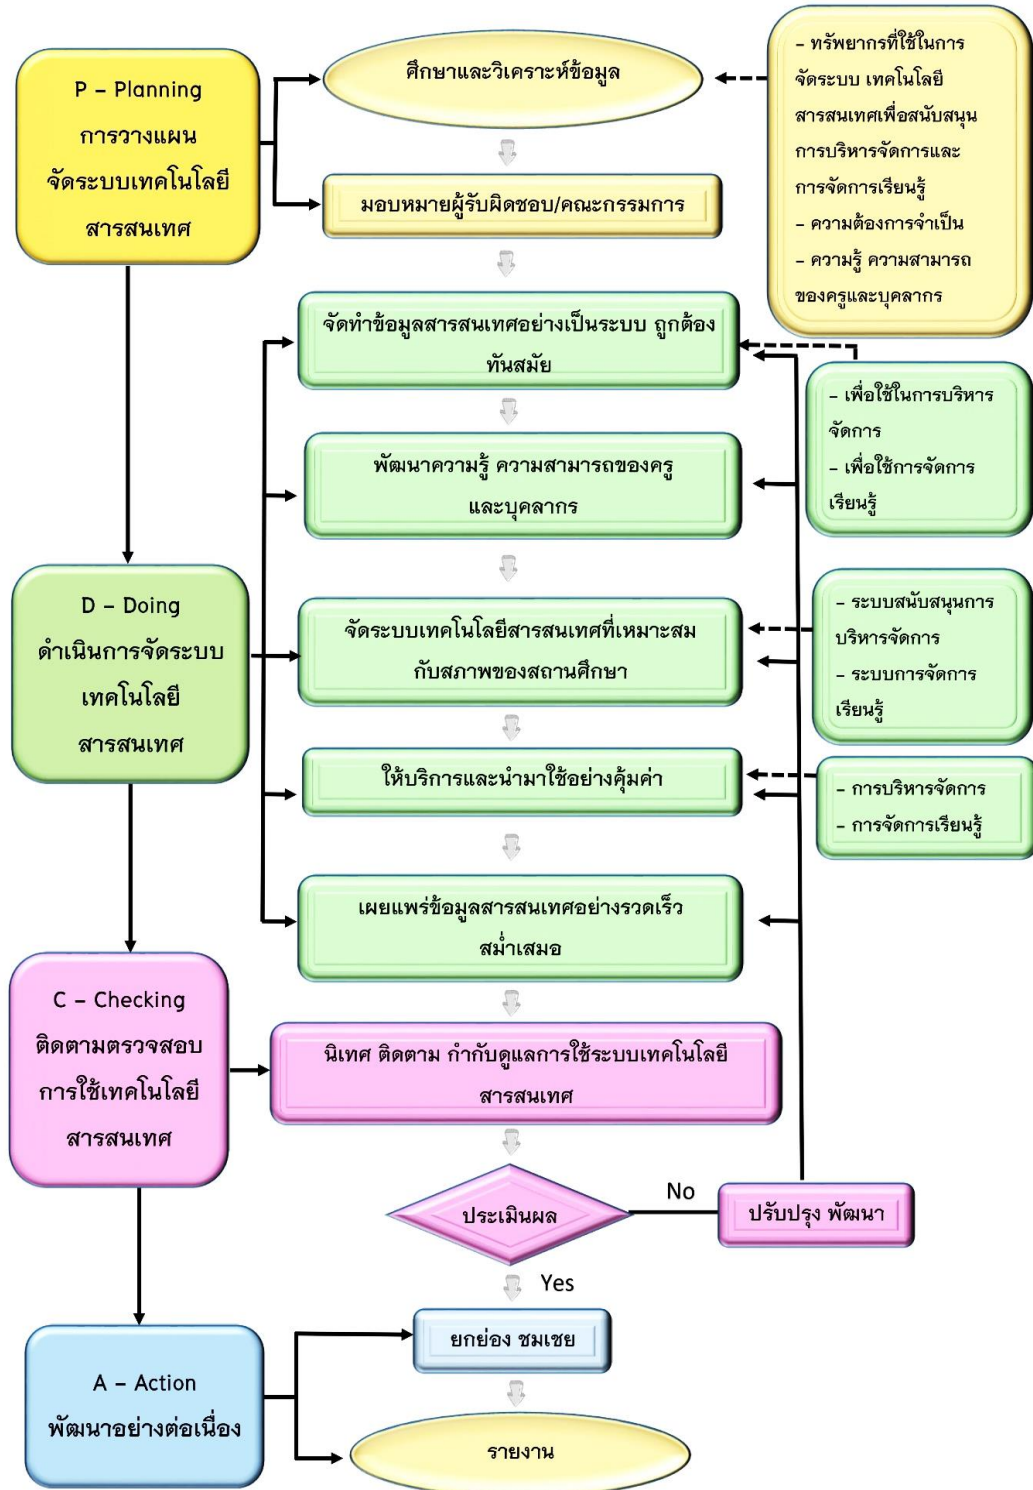 P – Planning
การวางแผน
จัดระบบเทคโนโลยี
สารสนเทศ
ศึกษาและวิเคราะห์ข้อมูล
– ทรัพยากรที่ใช้ในการ
จัดระบบ เทคโนโลยี
สารสนเทศเพื่อสนับสนุน
การบริหารจัดการและ
การจัดการเรียนรู้
– ความต้องการจำเป็น
– ความรู้ ความสามารถ
ของครูและบุคลากร
มอบหมายผู้รับผิดชอบ/คณะกรรมการ
จัดทำข้อมูลสารสนเทศอย่างเป็นระบบ ถูกต้อง
ทันสมัย
– เพื่อใช้ในการบริหาร
จัดการ
– เพื่อใช้การจัดการ
เรียนรู้
พัฒนาความรู้ ความสามารถของครู
และบุคลากร
D – Doing
ดำเนินการจัดระบบ
เทคโนโลยี
สารสนเทศ
จัดระบบเทคโนโลยีสารสนเทศที่เหมาะสม
กับสภาพของสถานศึกษา
– ระบบสนับสนุนการ
บริหารจัดการ
– ระบบการจัดการ
เรียนรู้
ให้บริการและนำมาใช้อย่างคุ้มค่า
– การบริหารจัดการ
– การจัดการเรียนรู้
เผยแพร่ข้อมูลสารสนเทศอย่างรวดเร็ว
สม่ำเสมอ
C – Checking
ติดตามตรวจสอบ
การใช้เทคโนโลยี
สารสนเทศ
นิเทศ ติดตาม กำกับดูแลการใช้ระบบเทคโนโลยี
สารสนเทศ
ประเมินผล
No
ปรับปรุง พัฒนา
Yes
A – Action
พัฒนาอย่างต่อเนื่อง
ยกย่อง ชมเชย
รายงาน